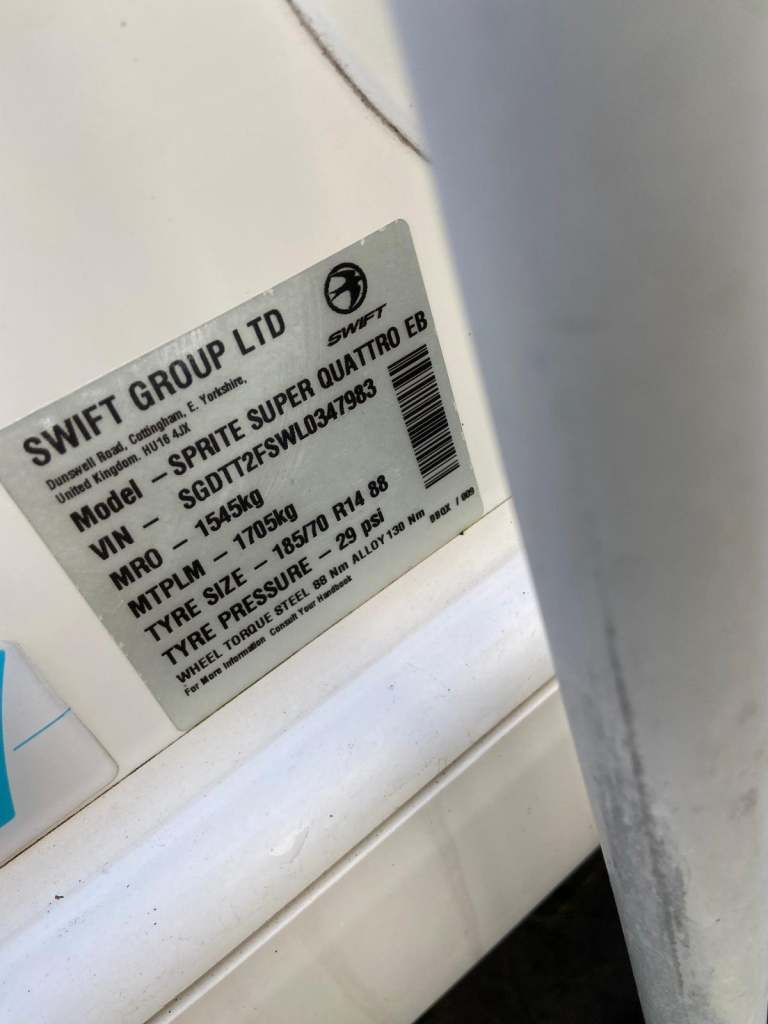 SWIFT GROUP LTD
Dunswell Road, Cottingham, E. Yorkshire,
United Kingdom. HU16 4JX
SWIFT
Model - SPRITE SUPER QUATTRO EB
VIN - SGDTT2FSWL0347983
MRO - 1545kg
MTPLM - 1705kg
TYRE SIZE - 185/70 R14 88
TYRE PRESSURE - 29 psi
WHEEL TORQUE STEEL 88 Nm ALLOY 130 Nm
For More Information Consult Your Handbook